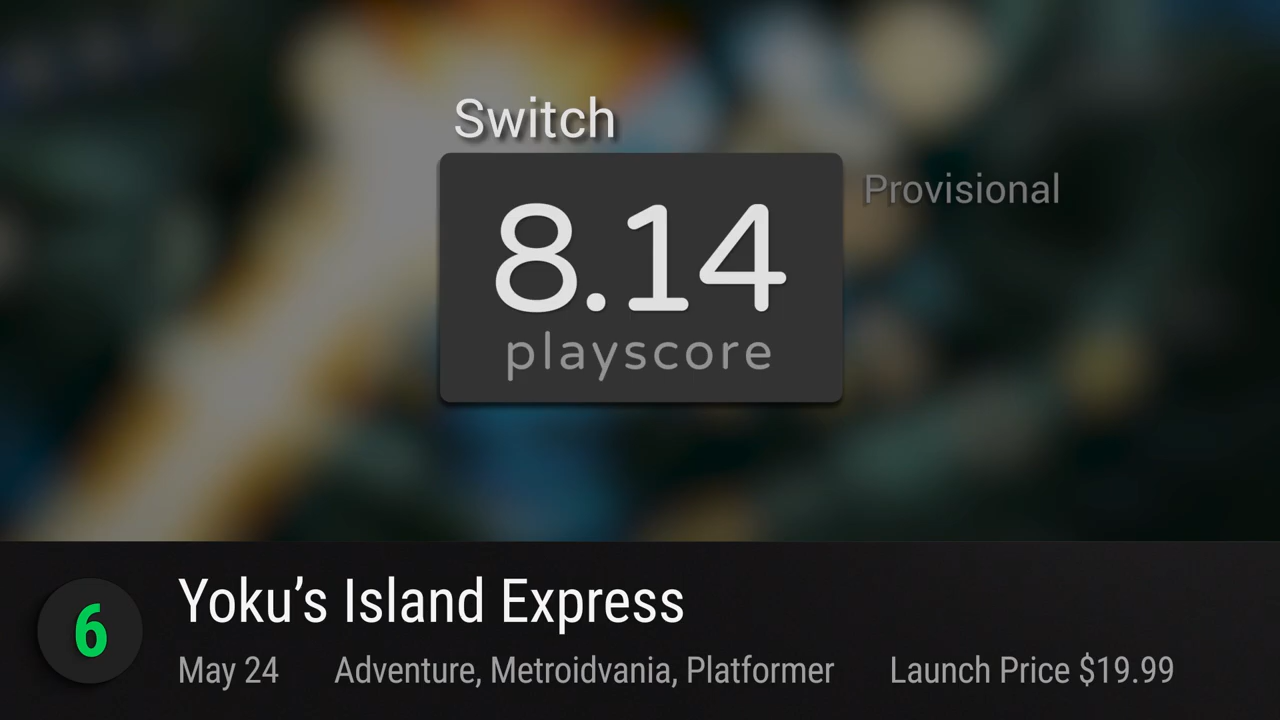 Switch
8.14
Provisional
playscore
6
Yoku’s Island Express
May 24 Adventure, Metroidvania, Platformer Launch Price $19.99